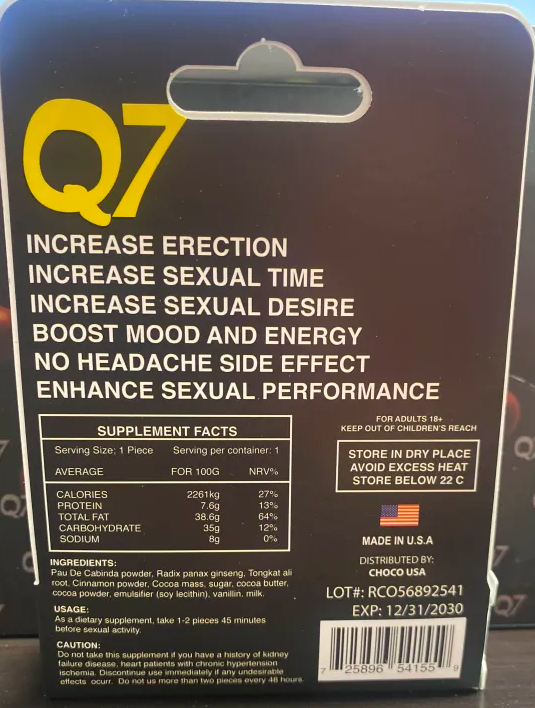 Q7
INCREASE ERECTION
INCREASE SEXUAL TIME
INCREASE SEXUAL DESIRE
BOOST MOOD AND ENERGY
NO HEADACHE SIDE EFFECT
ENHANCE SEXUAL PERFORMANCE
SUPPLEMENT FACTS
Serving Size; 1 Piece Serving per container: 1
AVERAGE FOR 100G NRV%
CALORIES 2261kg 27%
PROTEIN 7.6g 13%
TOTAL FAT 38.6g 64%
CARBOHYDRATE 35g 12%
SODIUM 8g 0%
INGREDIENTS:
Pau De Cabinda powder, Radix panax ginseng, Tongkat ali
root, Cinnamon powder, Cocoa mass, sugar, cocoa butter,
cocoa powder, emulsifier (soy lecithin), vanillin, milk.
USAGE:
As a dietary supplement, take 1-2 pieces 45 minutes
before sexual activity.
CAUTION:
Do not take this supplement if you have a history of kidney
failure disease, heart patients with chronic hypertension
ischemia. Discontinue use immediately if any undesirable
effects ocurr. Do not us more than two pieces every 48 hours.
FOR ADULTS 18+
KEEP OUT OF CHILDREN'S REACH
STORE IN DRY PLACE
AVOID EXCESS HEAT
STORE BELOW 22 C
MADE IN U.S.A
DISTRIBUTED BY:
CHOCO USA
LOT#: RCO56892541
EXP: 12/31/2030
7 25896 54155 9
Q7